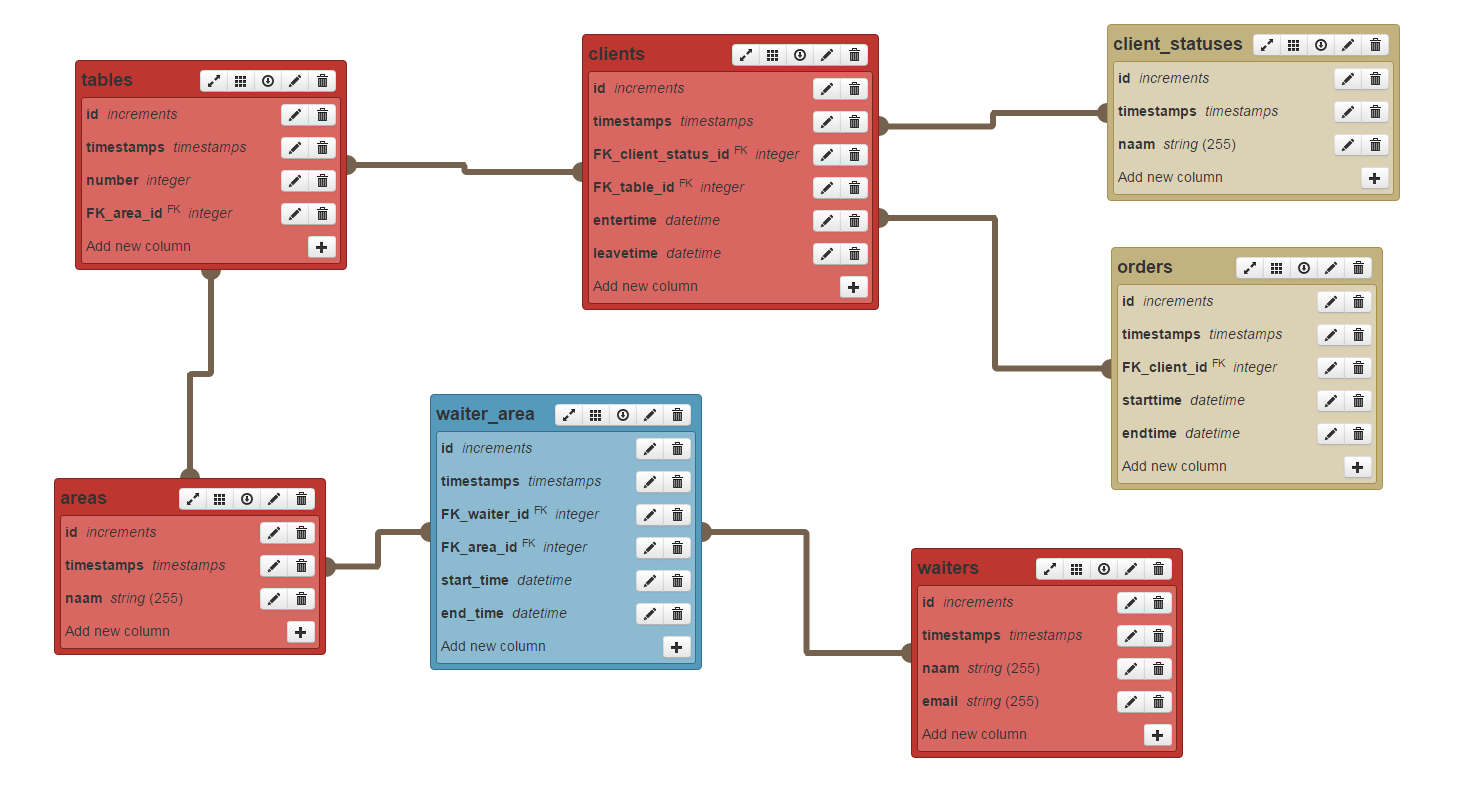 tables
id increments
timestamps timestamps
number integer
FK_area_id FK integer
Add new column
clients
id increments
timestamps timestamps
FK_client_status_id FK integer
FK_table_id FK integer
entertime datetime
leavetime datetime
Add new column
client_statuses
id increments
timestamps timestamps
naam string (255)
Add new column
orders
id increments
timestamps timestamps
FK_client_id FK integer
starttime datetime
endtime datetime
Add new column
areas
id increments
timestamps timestamps
naam string (255)
Add new column
waiter_area
id increments
timestamps timestamps
FK_waiter_id FK integer
FK_area_id FK integer
start_time datetime
end_time datetime
Add new column
waiters
id increments
timestamps timestamps
naam string (255)
email string (255)
Add new column